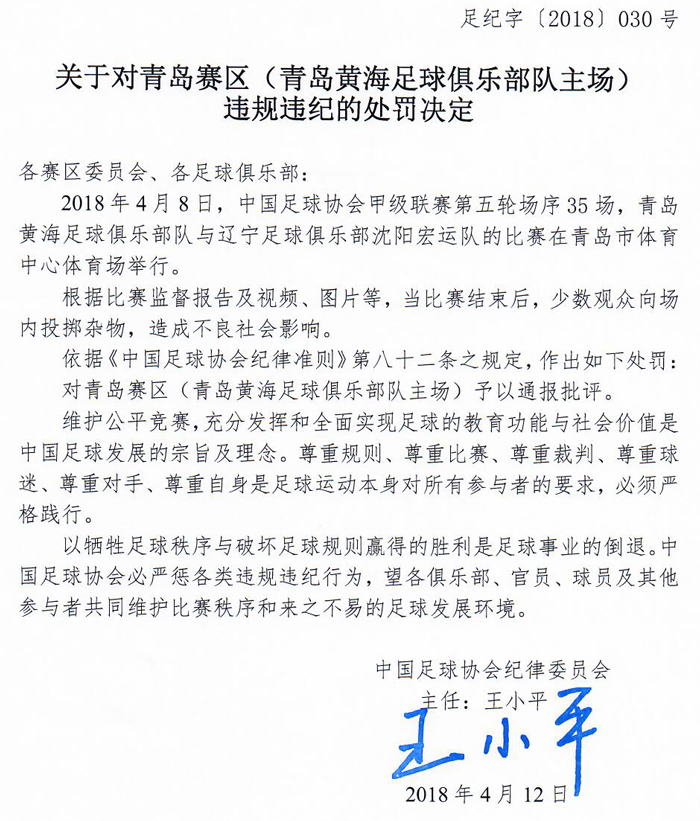 足纪字〔2018〕030 号
关于对青岛赛区（青岛黄海足球俱乐部队主场）
违规违纪的处罚决定
各赛区委员会、各足球俱乐部：
2018 年 4 月 8 日，中国足球协会甲级联赛第五轮场序 35 场，青岛
黄海足球俱乐部队与辽宁足球俱乐部沈阳宏运队的比赛在青岛市体育
中心体育场举行。
根据比赛监督报告及视频、图片等，当比赛结束后，少数观众向场
内投掷杂物，造成不良社会影响。
依据《中国足球协会纪律准则》第八十二条之规定，作出如下处罚：
对青岛赛区（青岛黄海足球俱乐部队主场）予以通报批评。
维护公平竞赛，充分发挥和全面实现足球的教育功能与社会价值是
中国足球发展的宗旨及理念。尊重规则、尊重比赛、尊重裁判、尊重球
迷、尊重对手、尊重自身是足球运动本身对所有参与者的要求，必须严
格践行。
以牺牲足球秩序与破坏足球规则赢得的胜利是足球事业的倒退。中
国足球协会必严惩各类违规违纪行为，望各俱乐部、官员、球员及其他
参与者共同维护比赛秩序和来之不易的足球发展环境。
中国足球协会纪律委员会
主任：王小平
王小平
2018 年 4 月 12 日